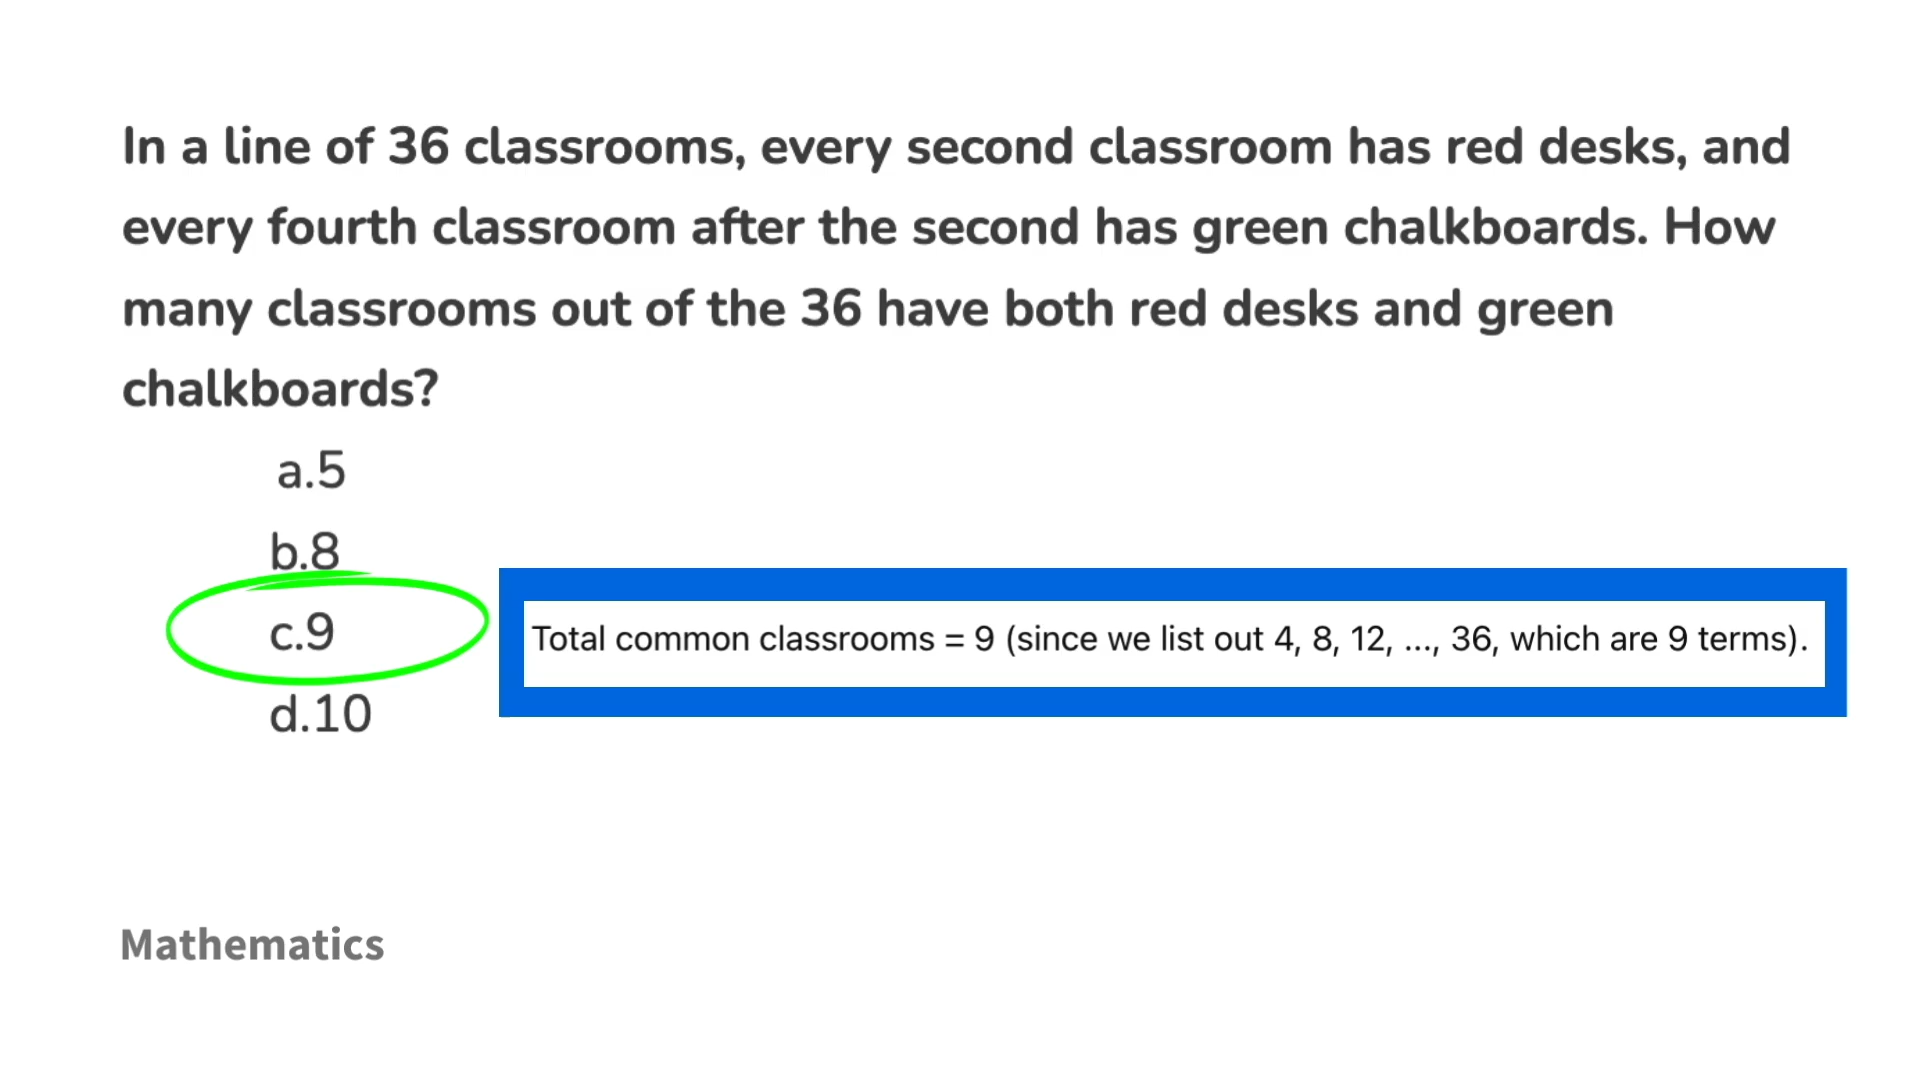 In a line of 36 classrooms, every second classroom has red desks, and
every fourth classroom after the second has green chalkboards. How
many classrooms out of the 36 have both red desks and green
chalkboards?
a.5
b.8
c.9
Total common classrooms = 9 (since we list out 4, 8, 12, ..., 36, which are 9 terms).
d.10
Mathematics